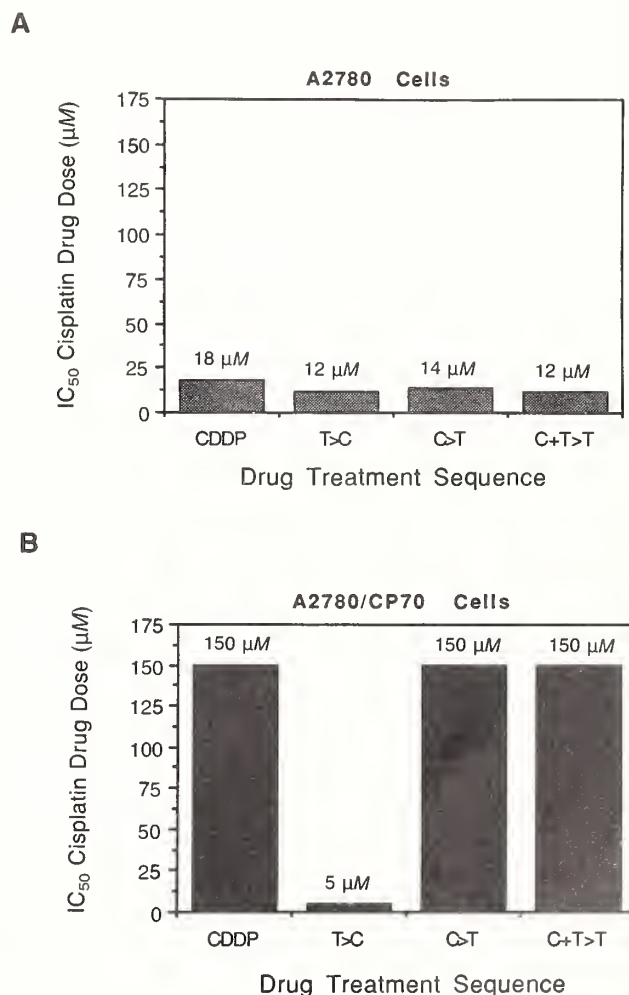 A
A2780 Cells
IC50 Cisplatin Drug Dose (µM)
175
150
125
100
75
50
25
0
18 µM
12 µM
14 µM
12 µM
CDDP
T>C
C>T
C+T>T
Drug Treatment Sequence
B
A2780/CP70 Cells
IC50 Cisplatin Drug Dose (µM)
175
150
125
100
75
50
25
0
150 µM
5 µM
150 µM
150 µM
CDDP
T>C
C>T
C+T>T
Drug Treatment Sequence